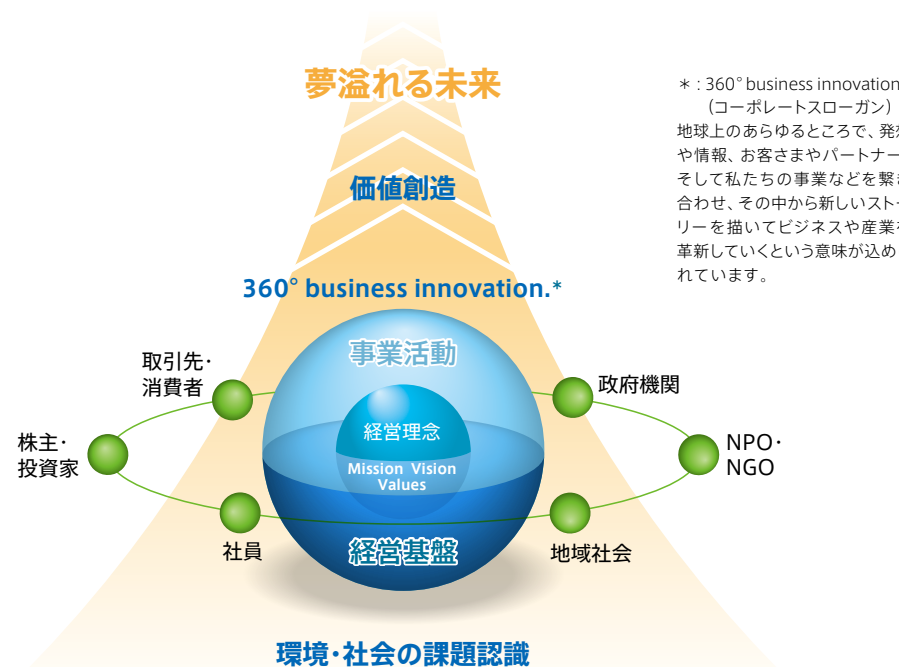 夢溢れる未来
価値創造
360° business innovation.*
事業活動
経営理念
Mission Vision
Values
経営基盤
取引先・
消費者
株主・
投資家
社員
政府機関
NPO・
NGO
地域社会
環境・社会の課題認識
＊ : 360° business innovation
（コーポレートスローガン）
地球上のあらゆるところで、発想
や情報、お客さまやパートナー
そして私たちの事業などを繋ぎ
合わせ、その中から新しいストー
リーを描いてビジネスや産業を
革新していくという意味が込め
れています。